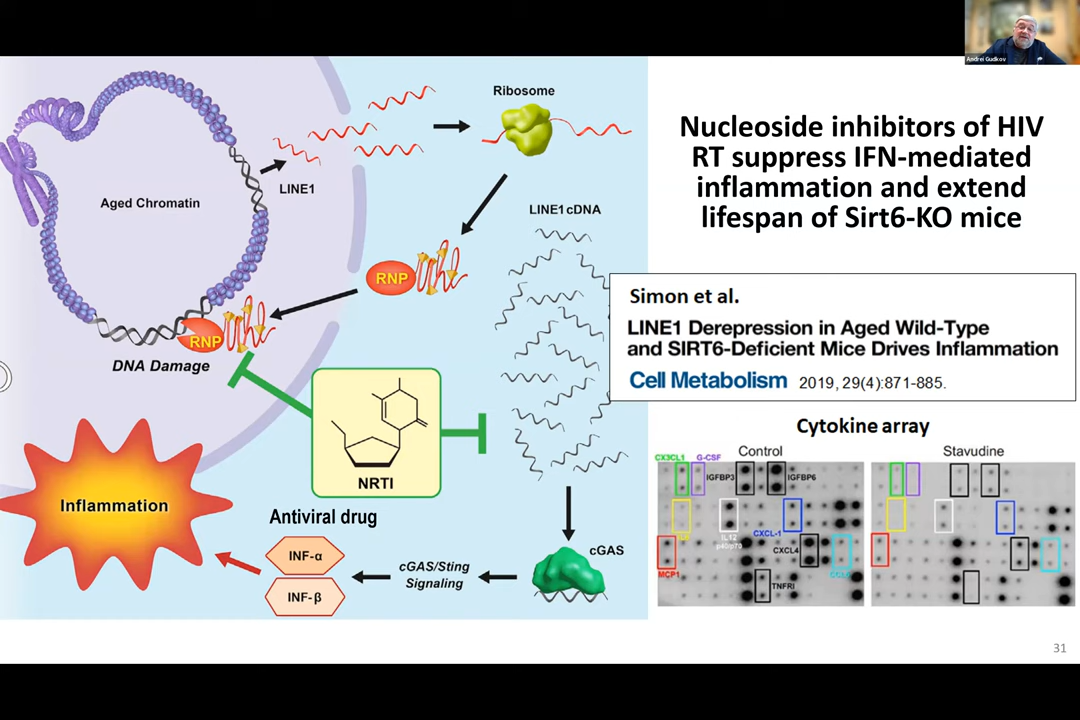 Andrei Gudkov
Nucleoside inhibitors of HIV
RT suppress IFN-mediated
inflammation and extend
lifespan of Sirt6-KO mice
Ribosome
LINE1
Aged Chromatin
LINE1 cDNA
RNP
RNP
DNA Damage
NRTI
Antiviral drug
Inflammation
INF-α
INF-β
cGAS/Sting
Signaling
cGAS
Simon et al.
LINE1 Derepression in Aged Wild-Type
and SIRT6-Deficient Mice Drives Inflammation
Cell Metabolism 2019, 29(4):871-885.
Cytokine array
Control
Stavudine
CX3CL1
G-CSF
IGFBP3
IGFBP6
IL12
p40/p70
CXCL-1
CXCL4
MCP1
TNFRI
31